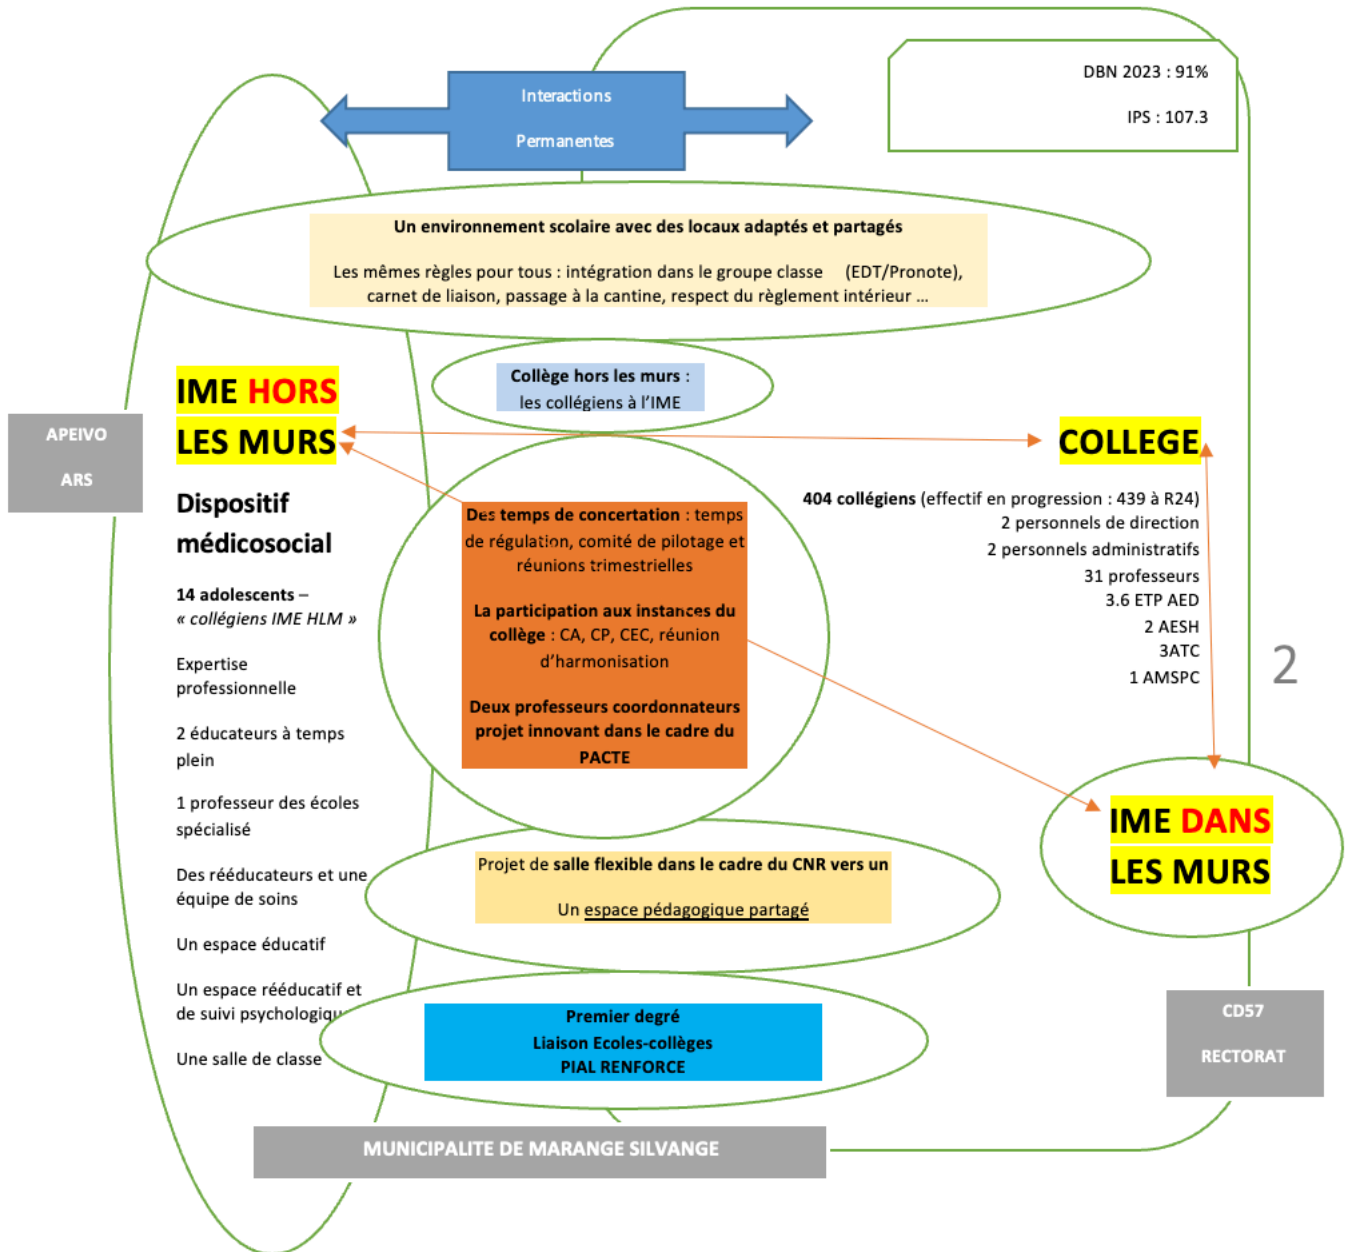 Interactions
Permanentes
DBN 2023 : 91%
IPS : 107.3
Un environnement scolaire avec des locaux adaptés et partagés
Les mêmes règles pour tous : intégration dans le groupe classe (EDT/Pronote),
carnet de liaison, passage à la cantine, respect du règlement intérieur ...
Collège hors les murs :
les collégiens à l'IME
APEIVO
ARS
IME HORS
LES MURS
Dispositif
médicosocial
14 adolescents –
« collégiens IME HLM »
Expertise
professionnelle
2 éducateurs à temps
plein
1 professeur des écoles
spécialisé
Des rééducateurs et une
équipe de soins
Un espace éducatif
Un espace rééducatif et
de suivi psychologiqu
Une salle de classe
Des temps de concertation : temps
de régulation, comité de pilotage et
réunions trimestrielles
La participation aux instances du
collège : CA, CP, CEC, réunion
d'harmonisation
Deux professeurs coordonnateurs
projet innovant dans le cadre du
PACTE
COLLEGE
404 collégiens (effectif en progression : 439 à R24)
2 personnels de direction
2 personnels administratifs
31 professeurs
3.6 ETP AED
2 AESH
3ATC
1 AMSPC
2
IME DANS
LES MURS
Projet de salle flexible dans le cadre du CNR vers un
Un espace pédagogique partagé
Premier degré
Liaison Ecoles-collèges
PIAL RENFORCE
CD57
RECTORAT
MUNICIPALITE DE MARANGE SILVANGE